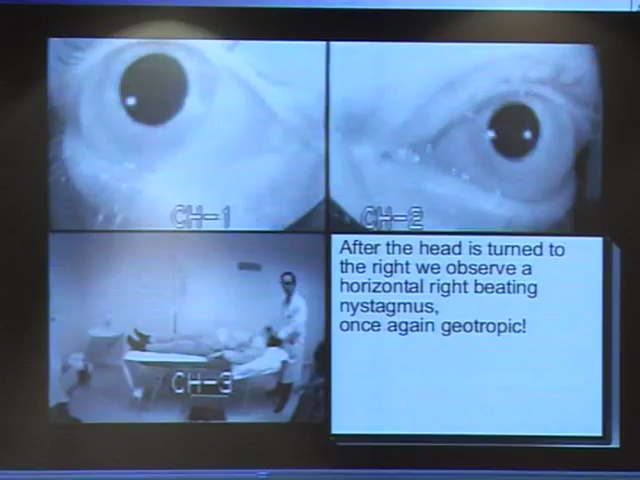 CH-1
CH-2
After the head is turned to
the right we observe a
horizontal right beating
nystagmus,
once again geotropic!
CH-3